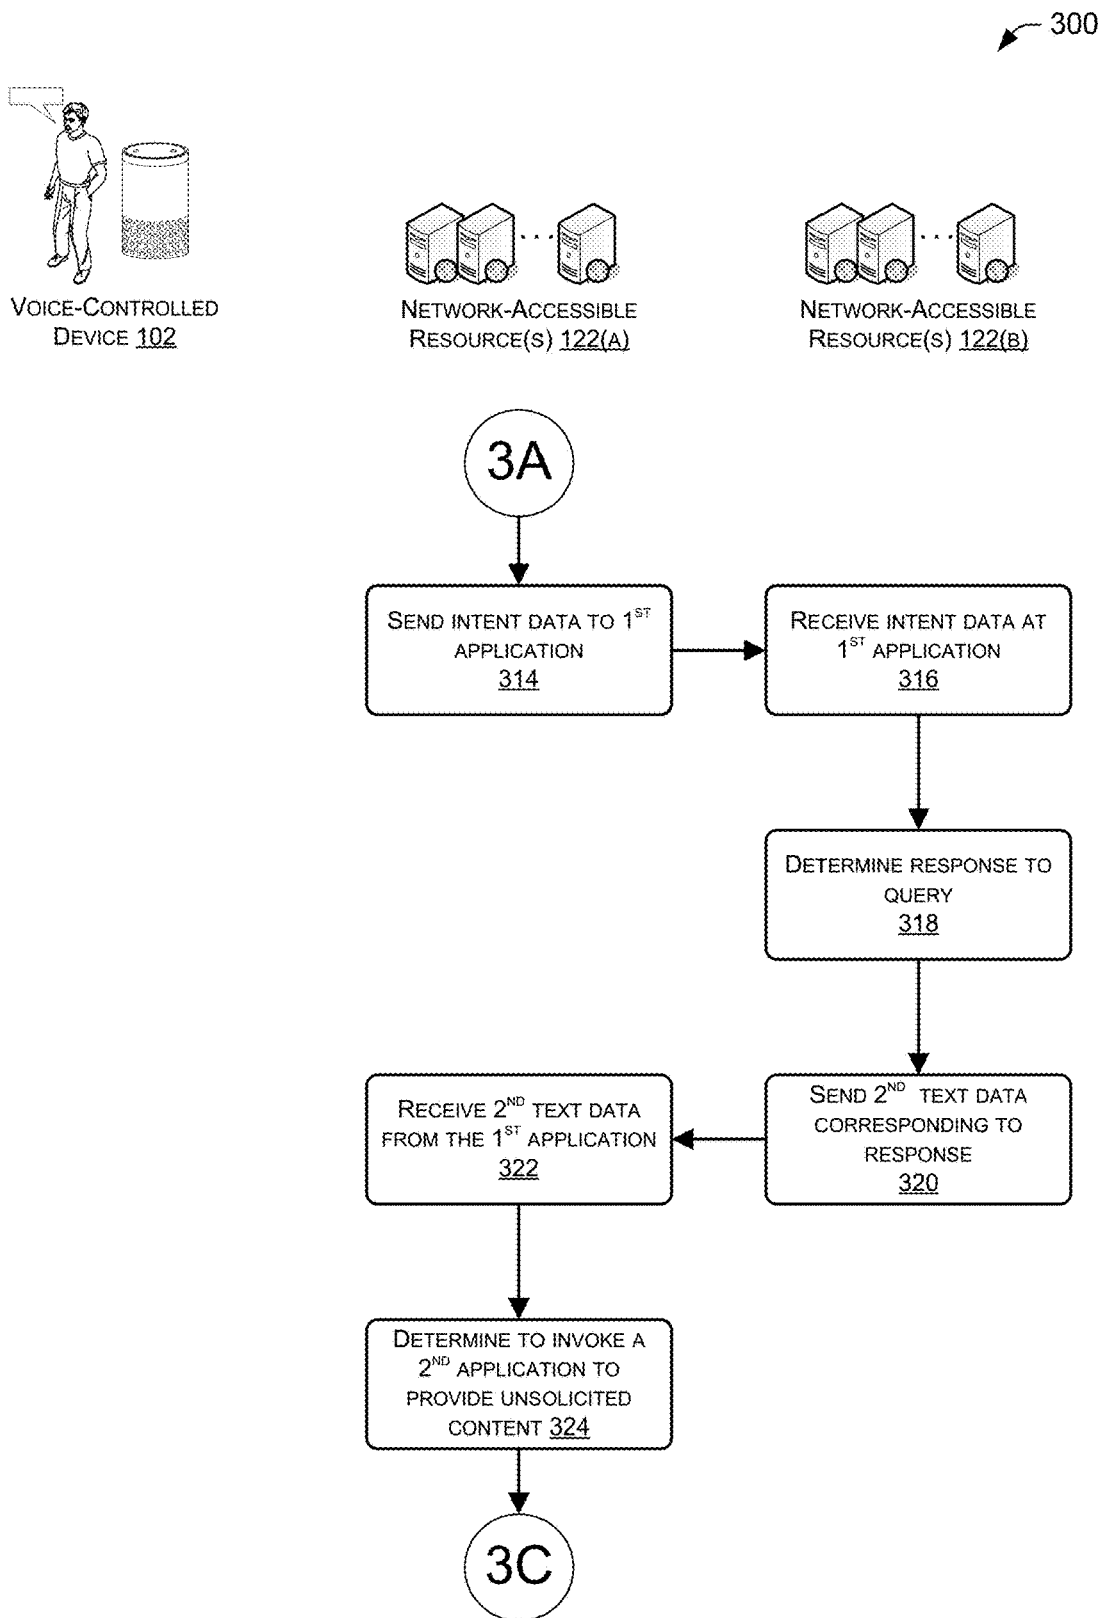 300
VOICE-CONTROLLED
DEVICE 102
NETWORK-ACCESSIBLE
RESOURCE(S) 122(A)
NETWORK-ACCESSIBLE
RESOURCE(S) 122(B)
3A
SEND INTENT DATA TO 1ST
APPLICATION
314
RECEIVE INTENT DATA AT
1ST APPLICATION
316
DETERMINE RESPONSE TO
QUERY
318
SEND 2ND TEXT DATA
CORRESPONDING TO
RESPONSE
320
RECEIVE 2ND TEXT DATA
FROM THE 1ST APPLICATION
322
DETERMINE TO INVOKE A
2ND APPLICATION TO
PROVIDE UNSOLICITED
CONTENT 324
3C